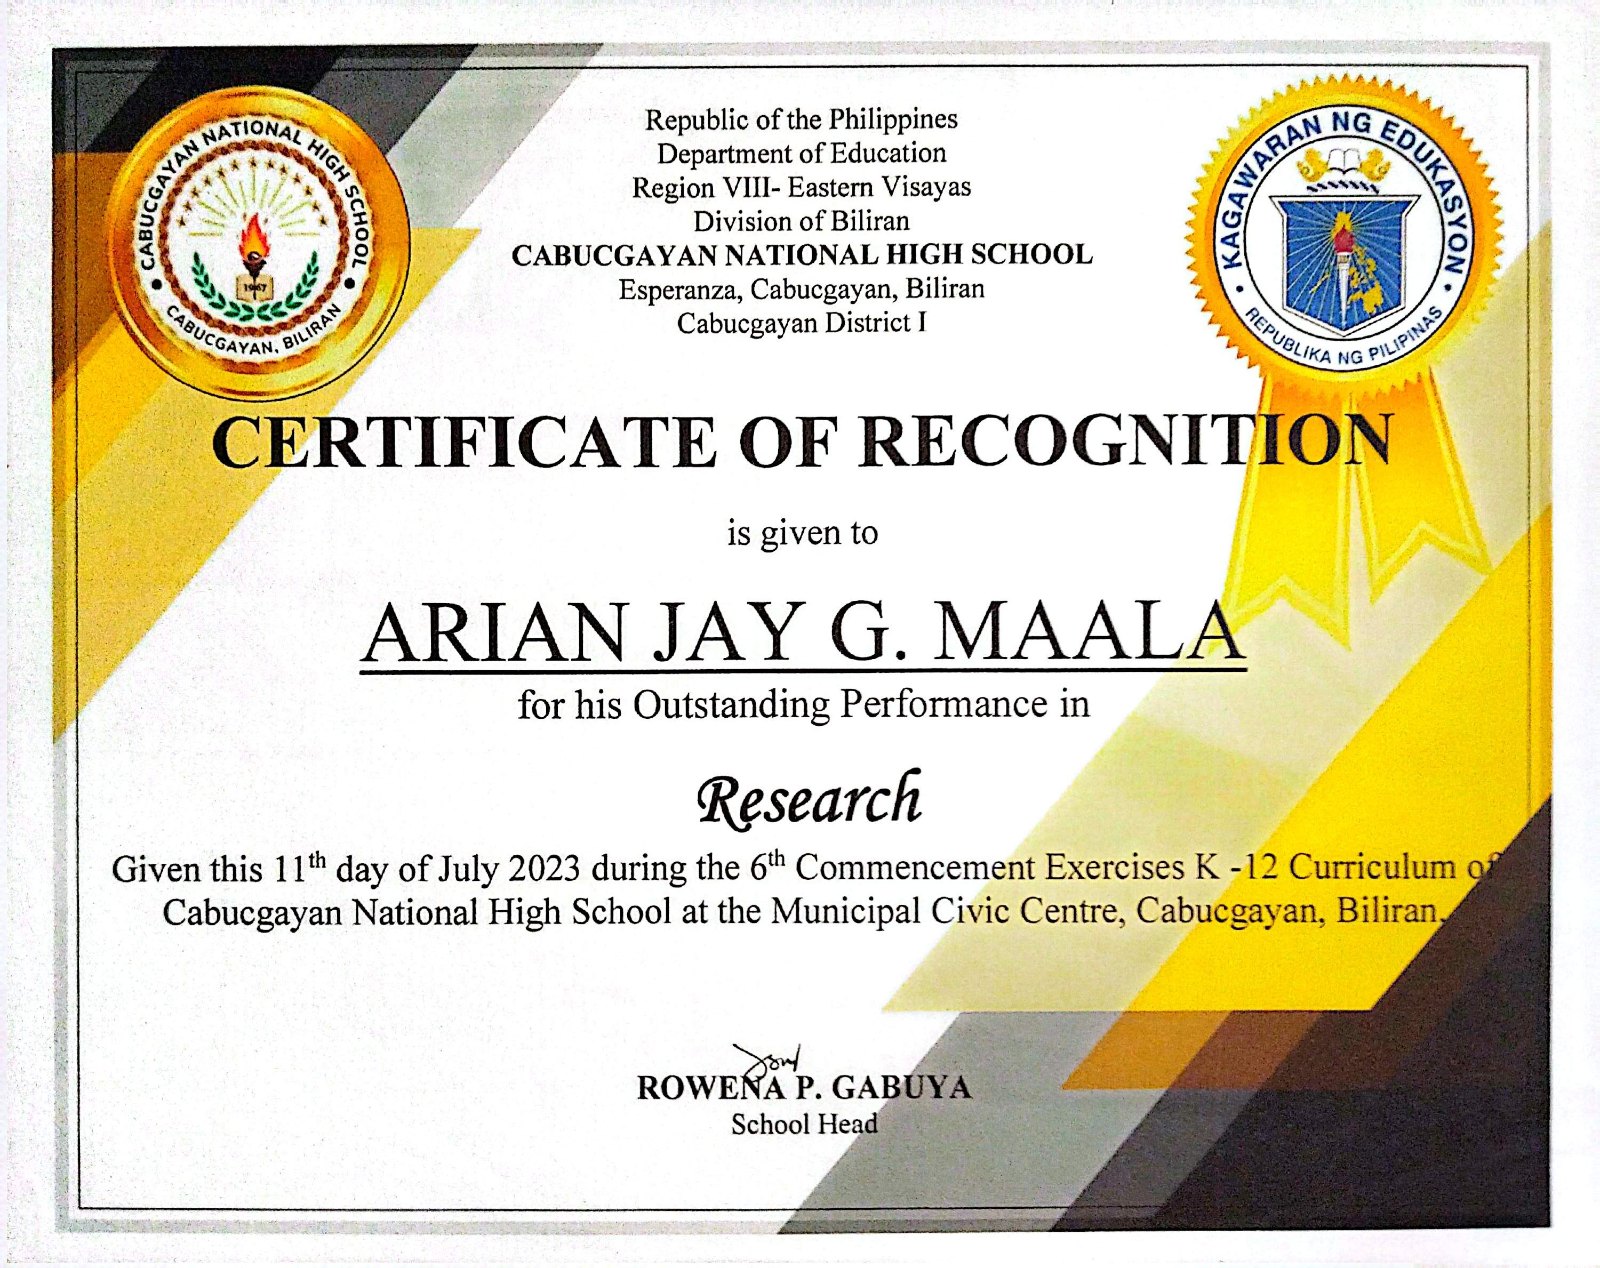 CABUCGAYAN NATIONAL HIGH SCHOOL
1967
CABUCGAYAN, BILIRAN
Republic of the Philippines
Department of Education
Region VIII- Eastern Visayas
Division of Biliran
CABUCGAYAN NATIONAL HIGH SCHOOL
Esperanza, Cabucgayan, Biliran
Cabucgayan District I
KAGAWARAN NG EDUKASYON
REPUBLIKA NG PILIPINAS
CERTIFICATE OF RECOGNITION
is given to
ARIAN JAY G. MAALA
for his Outstanding Performance in
Research
Given this 11th day of July 2023 during the 6th Commencement Exercises K -12 Curriculum of
Cabucgayan National High School at the Municipal Civic Centre, Cabucgayan, Biliran.
ROWENA P. GABUYA
School Head